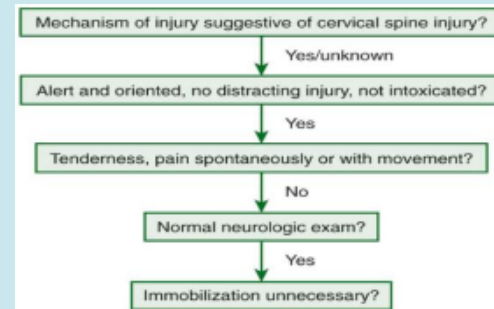 Mechanism of injury suggestive of cervical spine injury?
Yes/unknown
Alert and oriented, no distracting injury, not intoxicated?
Yes
Tenderness, pain spontaneously or with movement?
No
Normal neurologic exam?
Yes
Immobilization unnecessary?